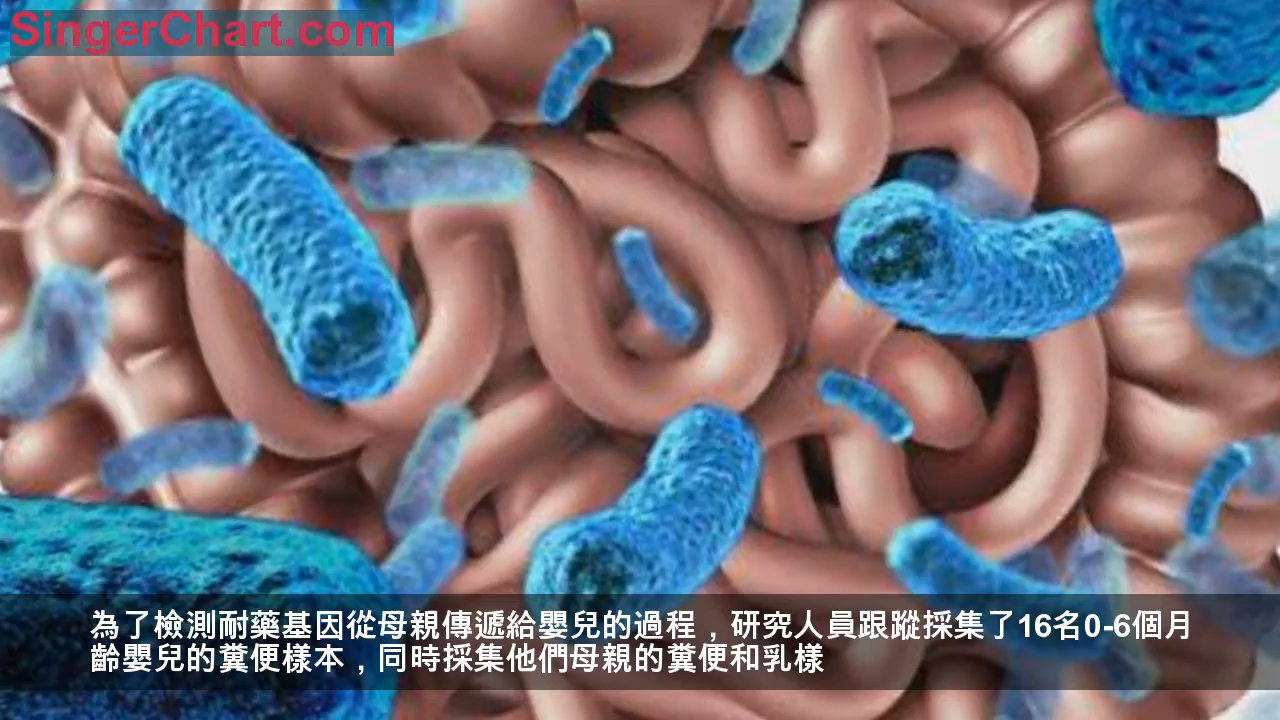 SingerChart.com
為了檢測耐藥基因從母親傳遞給嬰兒的過程，研究人員跟蹤採集了16名0-6個月
齡嬰兒的糞便樣本，同時採集他們母親的糞便和乳樣